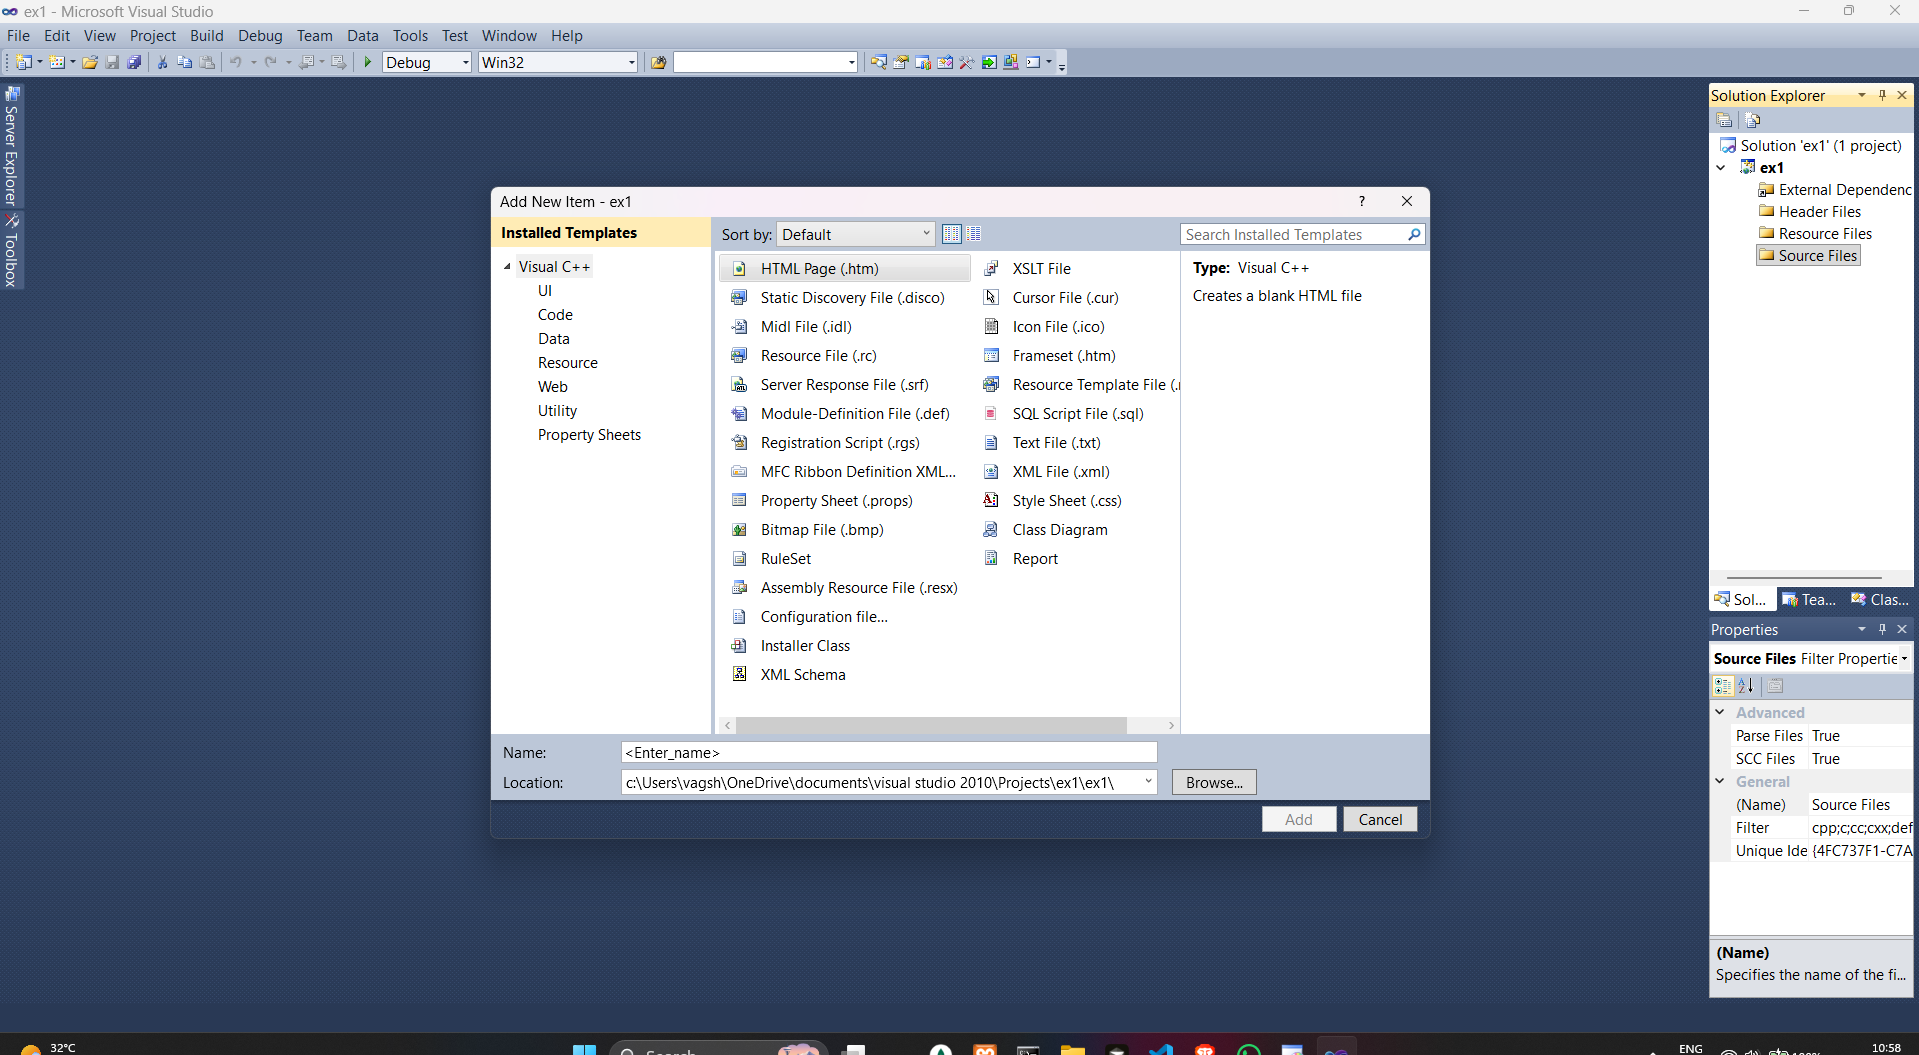 ex1 - Microsoft Visual Studio
File Edit View Project Build Debug Team Data Tools Test Window Help
Debug Win32
Server Explorer
Toolbox
Add New Item - ex1
Installed Templates
Visual C++
UI
Code
Data
Resource
Web
Utility
Property Sheets
Sort by: Default
HTML Page (.htm)
Static Discovery File (.disco)
Midl File (.idl)
Resource File (.rc)
Server Response File (.srf)
Module-Definition File (.def)
Registration Script (.rgs)
MFC Ribbon Definition XML...
Property Sheet (.props)
Bitmap File (.bmp)
RuleSet
Assembly Resource File (.resx)
Configuration file...
Installer Class
XML Schema
XSLT File
Cursor File (.cur)
Icon File (.ico)
Frameset (.htm)
Resource Template File (.r
SQL Script File (.sql)
Text File (.txt)
XML File (.xml)
Style Sheet (.css)
Class Diagram
Report
Search Installed Templates
Type: Visual C++
Creates a blank HTML file
Name: <Enter_name>
Location: c:\Users\vagsh\OneDrive\documents\visual studio 2010\Projects\ex1\ex1\ Browse...
Add Cancel
Solution Explorer
Solution 'ex1' (1 project)
ex1
External Dependenc
Header Files
Resource Files
Source Files
Sol... Tea... Clas...
Properties
Source Files Filter Propertie
Advanced
Parse Files True
SCC Files True
General
(Name) Source Files
Filter cpp;c;cc;cxx;def
Unique Ide {4FC737F1-C7A
(Name)
Specifies the name of the fi...
32°C
Search
ENG
10:58